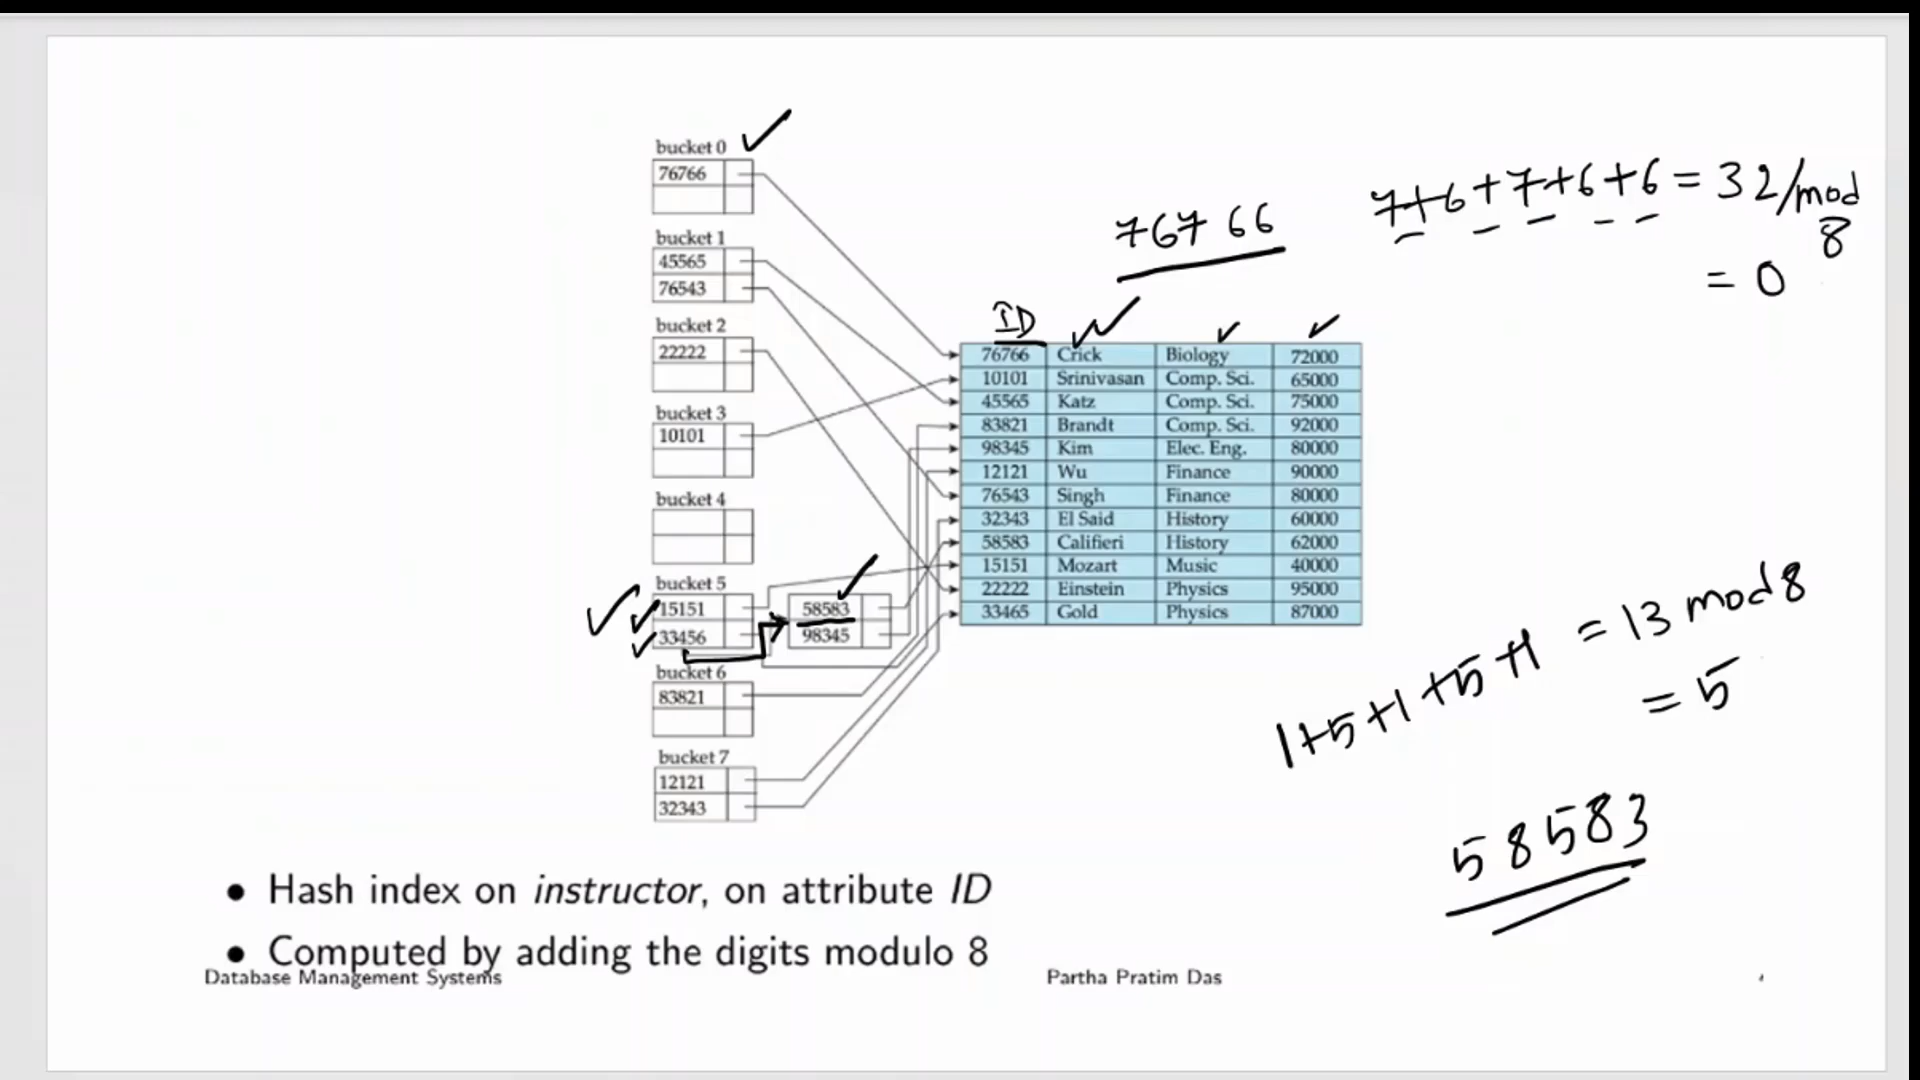 bucket 0
76766
bucket 1
45565
76543
bucket 2
22222
bucket 3
10101
bucket 4
bucket 5
15151
33456
58583
98345
bucket 6
83821
bucket 7
12121
32343
76766
7+6+7+6+6 = 32/mod 8
= 0
ID
76766 Crick Biology 72000
10101 Srinivasan Comp. Sci. 65000
45565 Katz Comp. Sci. 75000
83821 Brandt Comp. Sci. 92000
98345 Kim Elec. Eng. 80000
12121 Wu Finance 90000
76543 Singh Finance 80000
32343 El Said History 60000
58583 Califieri History 62000
15151 Mozart Music 40000
22222 Einstein Physics 95000
33465 Gold Physics 87000
1+5+1+5+1 = 13 mod 8
= 5
58583
• Hash index on instructor, on attribute ID
• Computed by adding the digits modulo 8
Database Management Systems
Partha Pratim Das